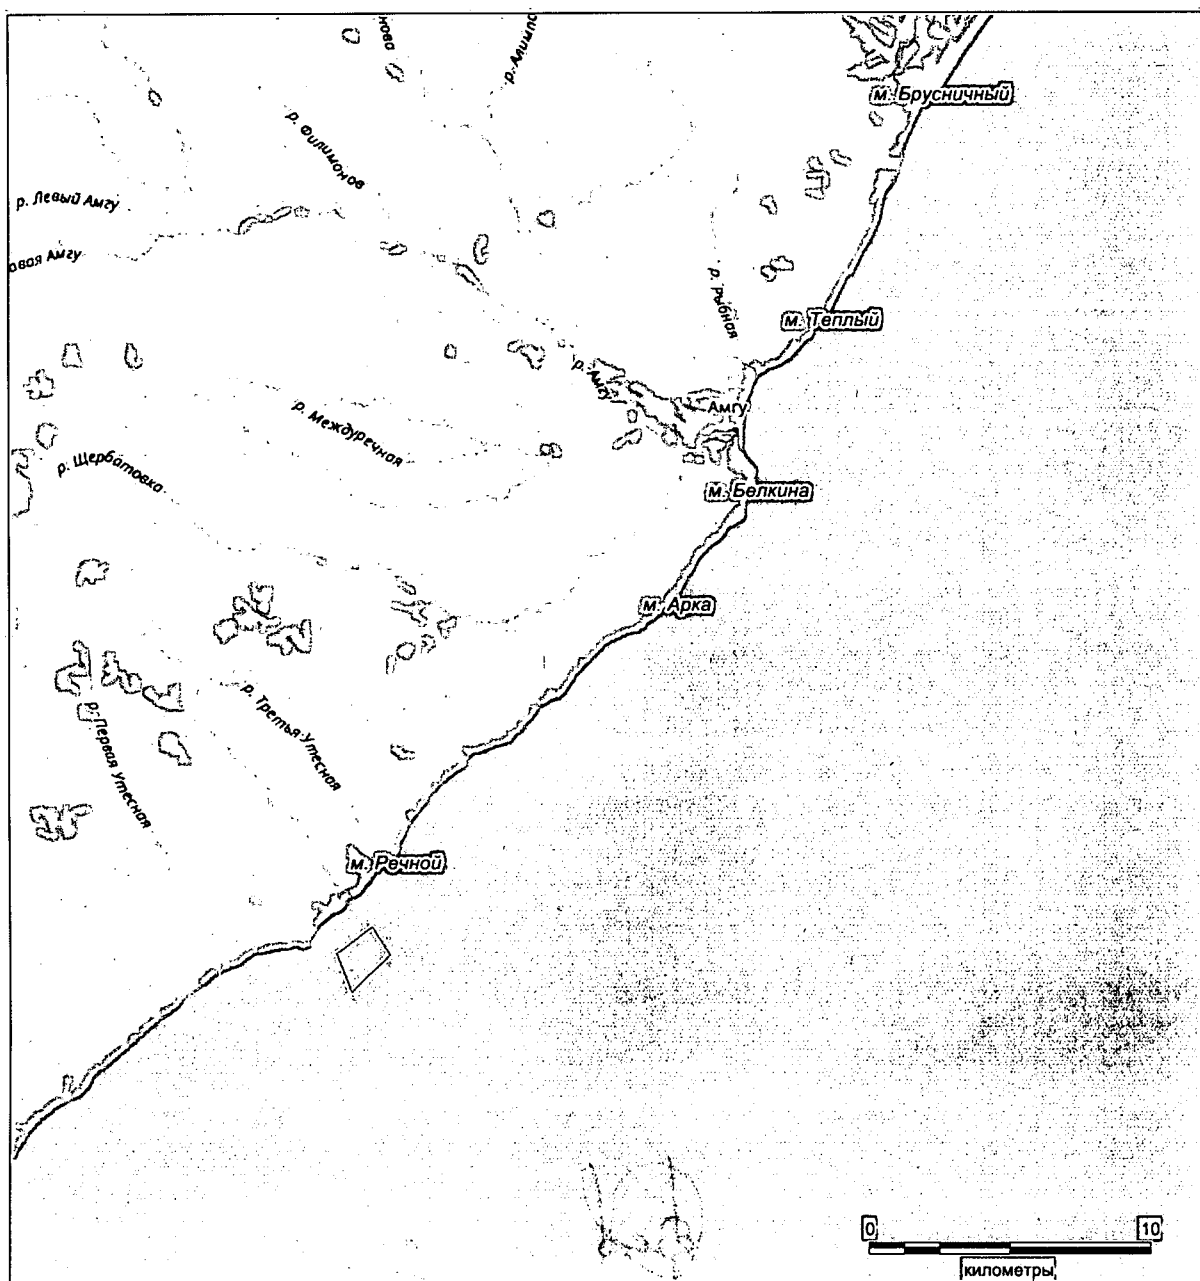 р. Филимонов
м. Брусничный
р. Левый Амгу
р. Рыбная
м. Теплый
р. Амгу
Амгу
р. Междуречная
р. Щербатовка
м. Белкина
м. Арка
р. Третья Утесная
р. Первая Утесная
м. Речной
0 10
километры